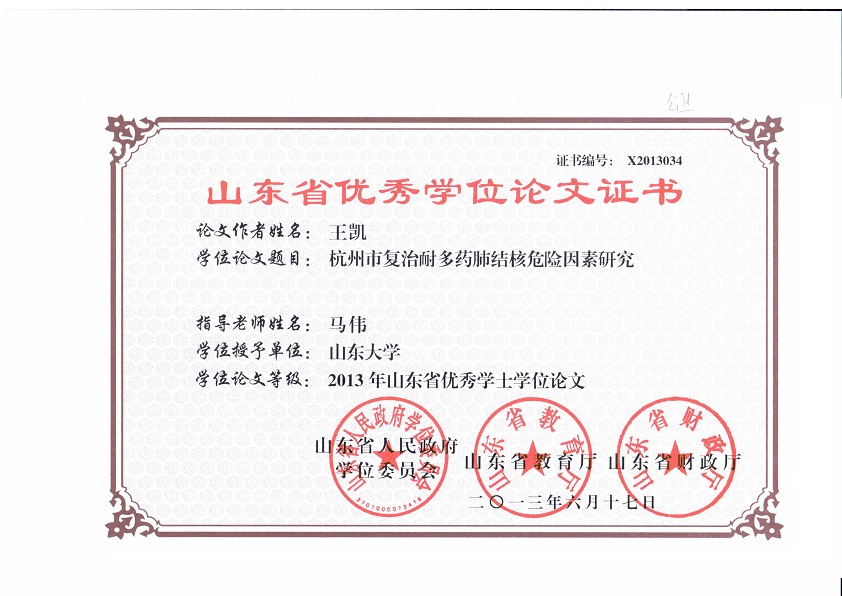 公卫
证书编号: X2013034
山东省优秀学位论文证书
论文作者姓名: 王凯
学位论文题目: 杭州市复治耐多药肺结核危险因素研究
指导老师姓名: 马伟
学位授予单位: 山东大学
学位论文等级: 2013 年山东省优秀学士学位论文
山东省人民政府学位委员会
山东省教育厅
山东省财政厅
山东省人民政府
学位委员会
山东省教育厅
山东省财政厅
二〇一三年六月十七日